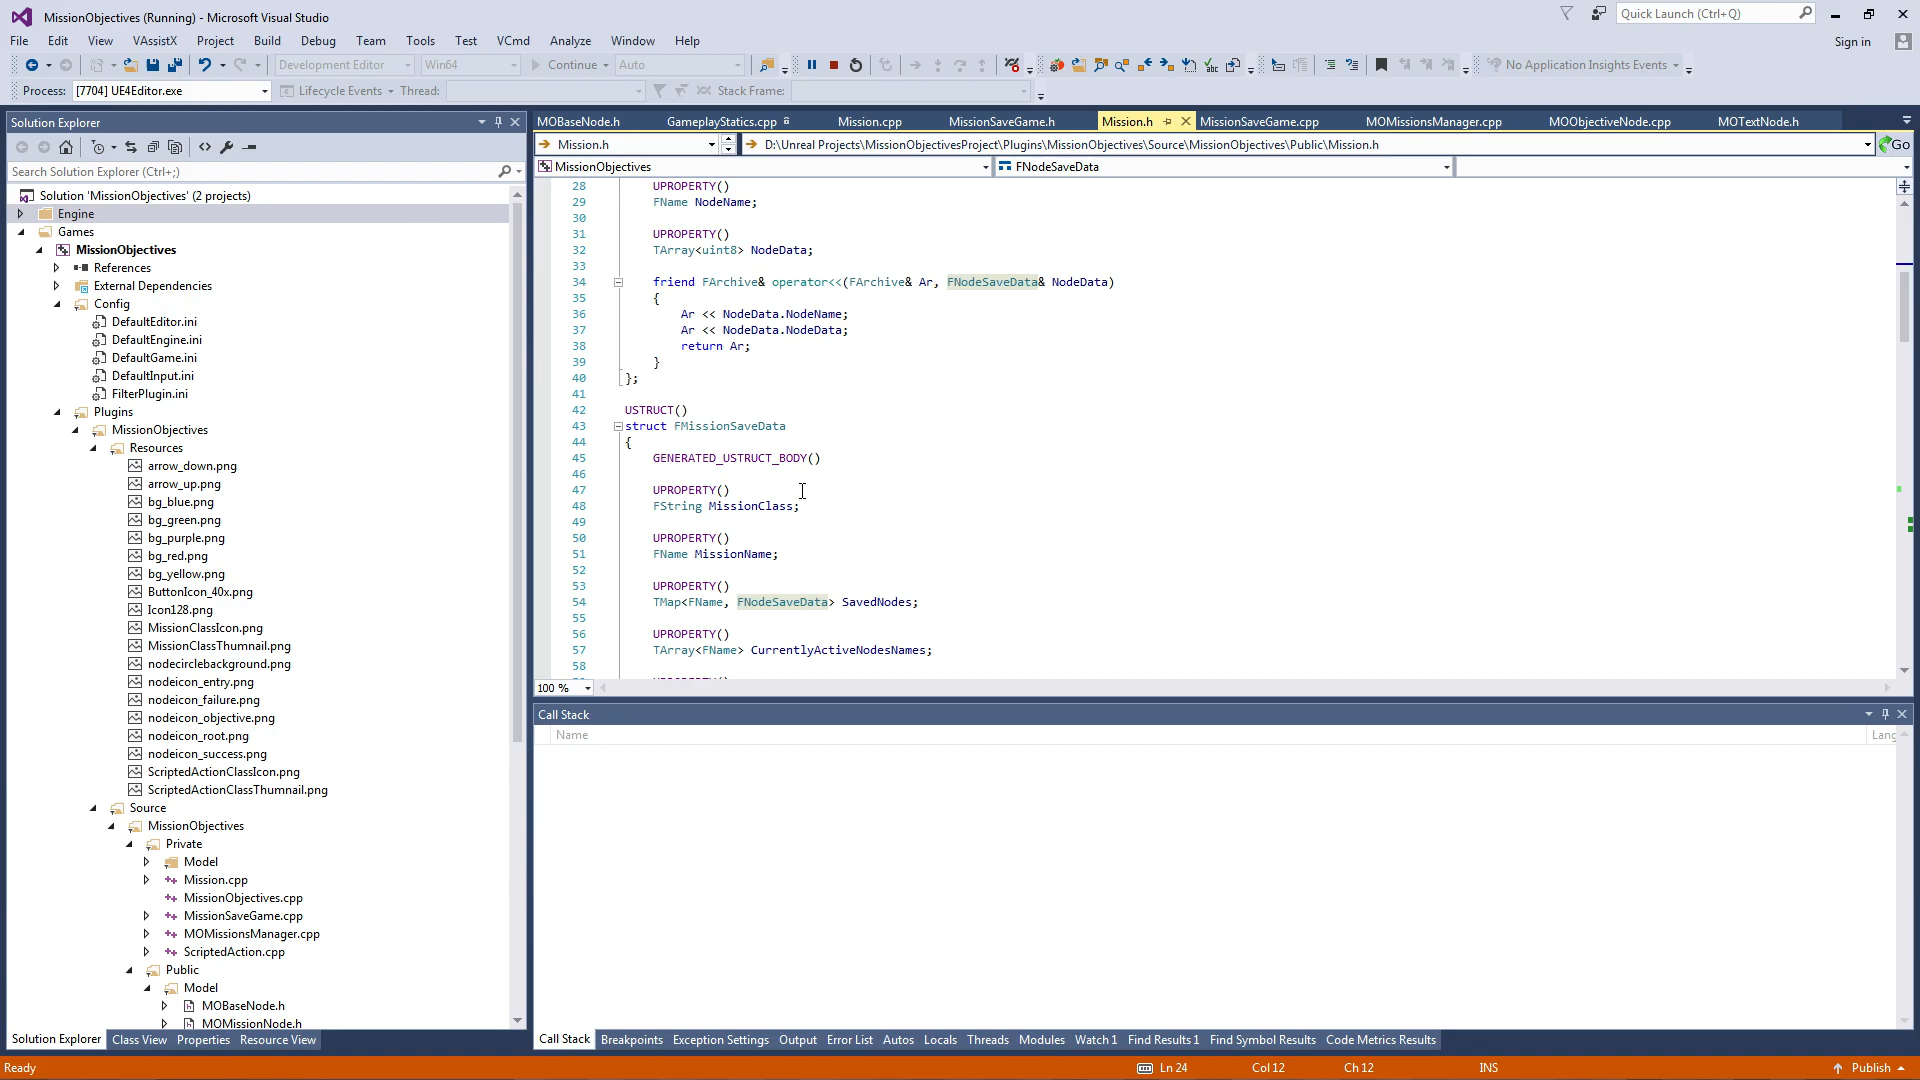 MissionObjectives (Running) - Microsoft Visual Studio
Quick Launch (Ctrl+Q)
File Edit View VAssistX Project Build Debug Team Tools Test VCmd Analyze Window Help
Sign in
Development Editor Win64 Continue Auto No Application Insights Events
Process: [7704] UE4Editor.exe Lifecycle Events Thread: Stack Frame:
Solution Explorer
Search Solution Explorer (Ctrl+;)
Solution 'MissionObjectives' (2 projects)
Engine
Games
MissionObjectives
References
External Dependencies
Config
DefaultEditor.ini
DefaultEngine.ini
DefaultGame.ini
DefaultInput.ini
FilterPlugin.ini
Plugins
MissionObjectives
Resources
arrow_down.png
arrow_up.png
bg_blue.png
bg_green.png
bg_purple.png
bg_red.png
bg_yellow.png
ButtonIcon_40x.png
Icon128.png
MissionClassIcon.png
MissionClassThumnail.png
nodecirclebackground.png
nodeicon_entry.png
nodeicon_failure.png
nodeicon_objective.png
nodeicon_root.png
nodeicon_success.png
ScriptedActionClassIcon.png
ScriptedActionClassThumnail.png
Source
MissionObjectives
Private
Model
Mission.cpp
MissionObjectives.cpp
MissionSaveGame.cpp
MOMissionsManager.cpp
ScriptedAction.cpp
Public
Model
MOBaseNode.h
MOMissionNode.h
Solution Explorer Class View Properties Resource View
MOBaseNode.h GameplayStatics.cpp Mission.cpp MissionSaveGame.h Mission.h MissionSaveGame.cpp MOMissionsManager.cpp MOObjectiveNode.cpp MOTextNode.h
Mission.h D:\Unreal Projects\MissionObjectivesProject\Plugins\MissionObjectives\Source\MissionObjectives\Public\Mission.h Go
MissionObjectives FNodeSaveData
28 UPROPERTY()
29 FName NodeName;
30
31 UPROPERTY()
32 TArray<uint8> NodeData;
33
34 friend FArchive& operator<<(FArchive& Ar, FNodeSaveData& NodeData)
35 {
36 Ar << NodeData.NodeName;
37 Ar << NodeData.NodeData;
38 return Ar;
39 }
40 };
41
42 USTRUCT()
43 struct FMissionSaveData
44 {
45 GENERATED_USTRUCT_BODY()
46
47 UPROPERTY()
48 FString MissionClass;
49
50 UPROPERTY()
51 FName MissionName;
52
53 UPROPERTY()
54 TMap<FName, FNodeSaveData> SavedNodes;
55
56 UPROPERTY()
57 TArray<FName> CurrentlyActiveNodesNames;
58
100 %
Call Stack
Name Lang
Call Stack Breakpoints Exception Settings Output Error List Autos Locals Threads Modules Watch 1 Find Results 1 Find Symbol Results Code Metrics Results
Ready Ln 24 Col 12 Ch 12 INS Publish